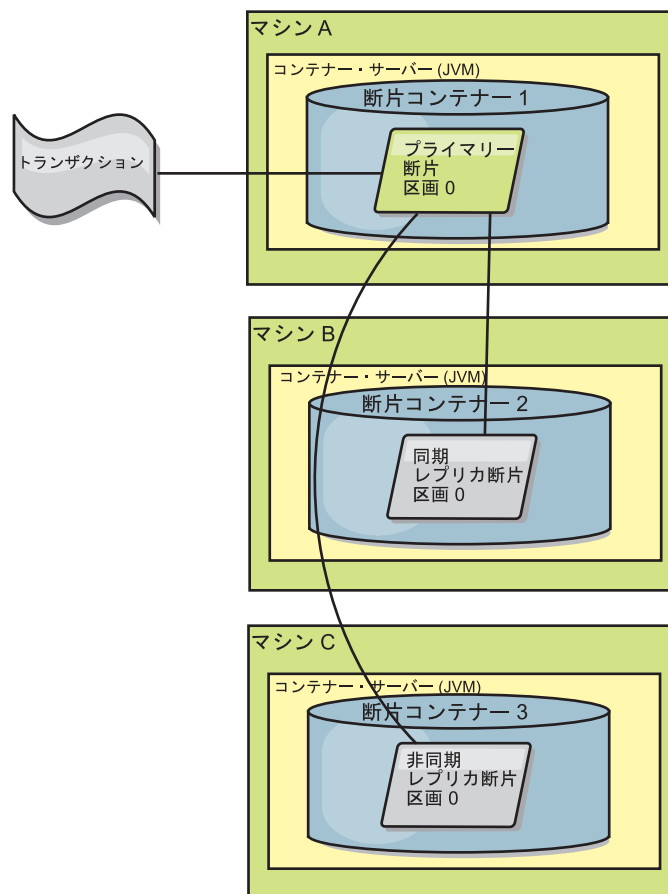 マシン A
コンテナー・サーバー (JVM)
断片コンテナー 1
プライマリー
断片
区画 0
トランザクション
マシン B
コンテナー・サーバー (JVM)
断片コンテナー 2
同期
レプリカ断片
区画 0
マシン C
コンテナー・サーバー (JVM)
断片コンテナー 3
非同期
レプリカ断片
区画 0